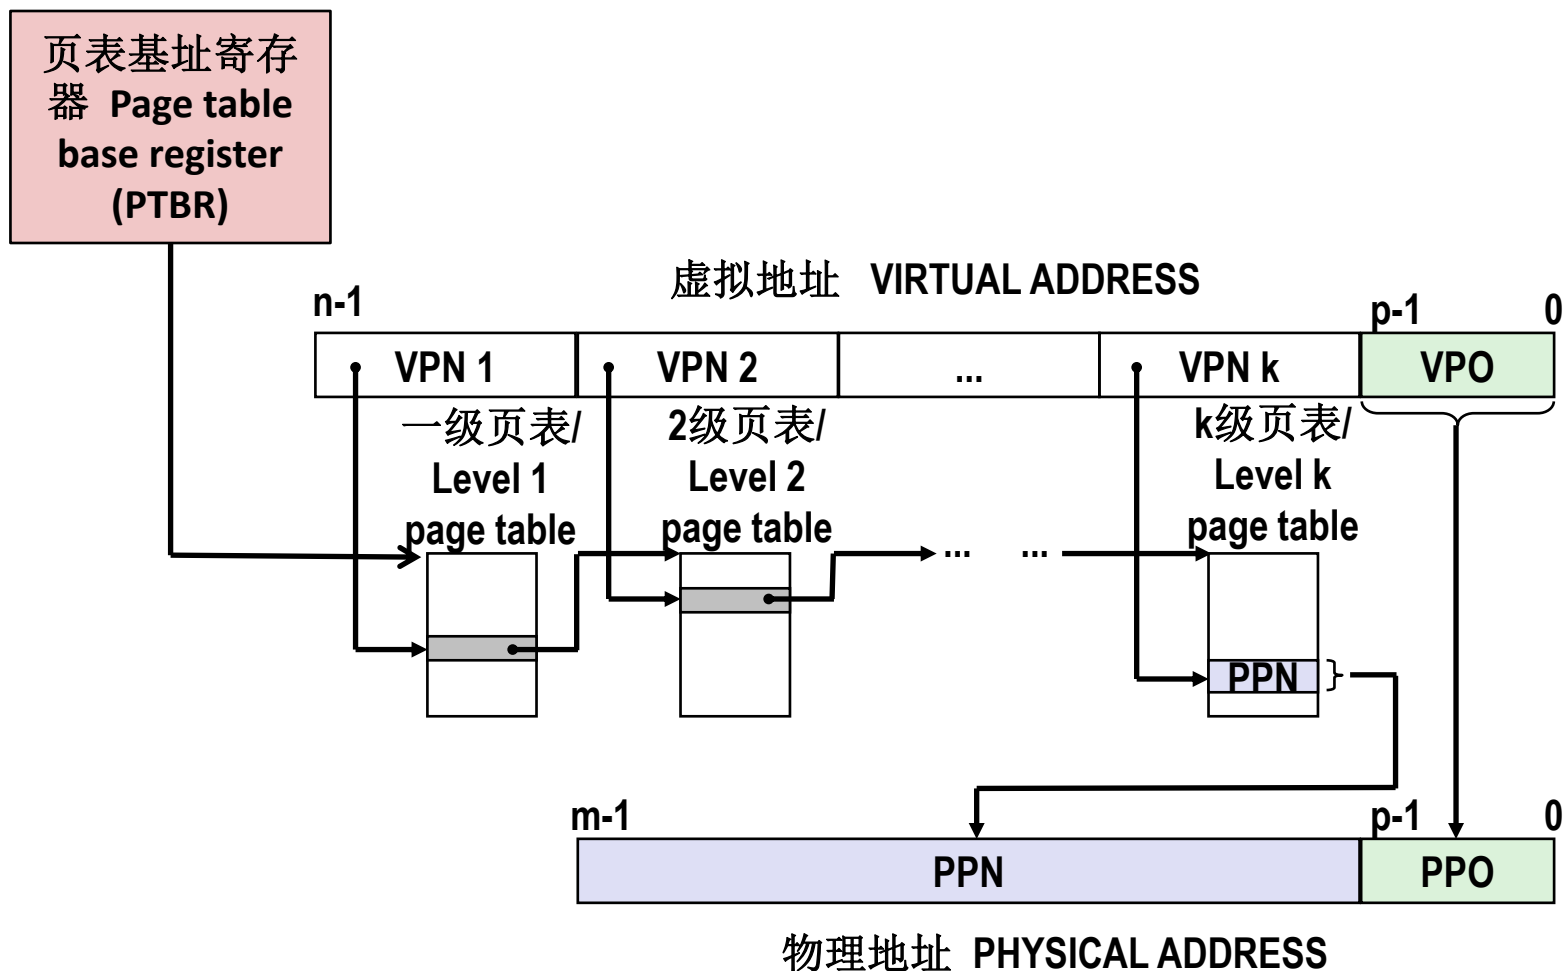 页表基址寄存
器 Page table
base register
(PTBR)
虚拟地址 VIRTUAL ADDRESS
n-1
p-1
0
VPN 1
VPN 2
...
VPN k
VPO
一级页表/
Level 1
page table
2级页表/
Level 2
page table
k级页表/
Level k
page table
...
...
PPN
m-1
p-1
0
PPN
PPO
物理地址 PHYSICAL ADDRESS